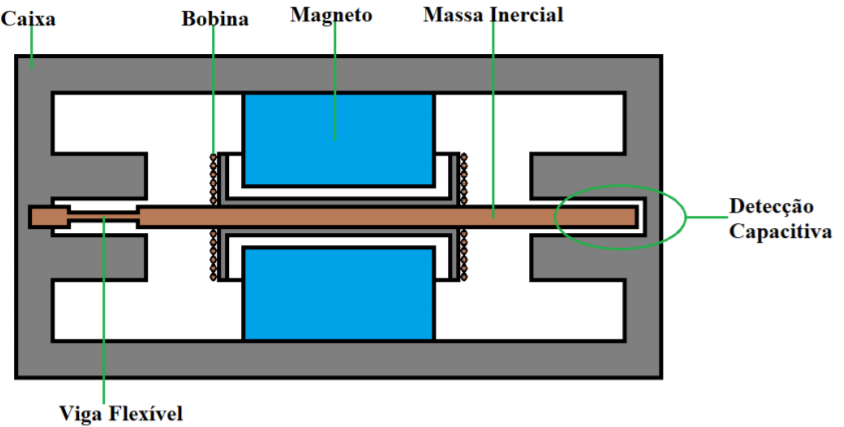 Caixa
Bobina
Magneto
Massa Inercial
Detecção
Capacitiva
Viga Flexível